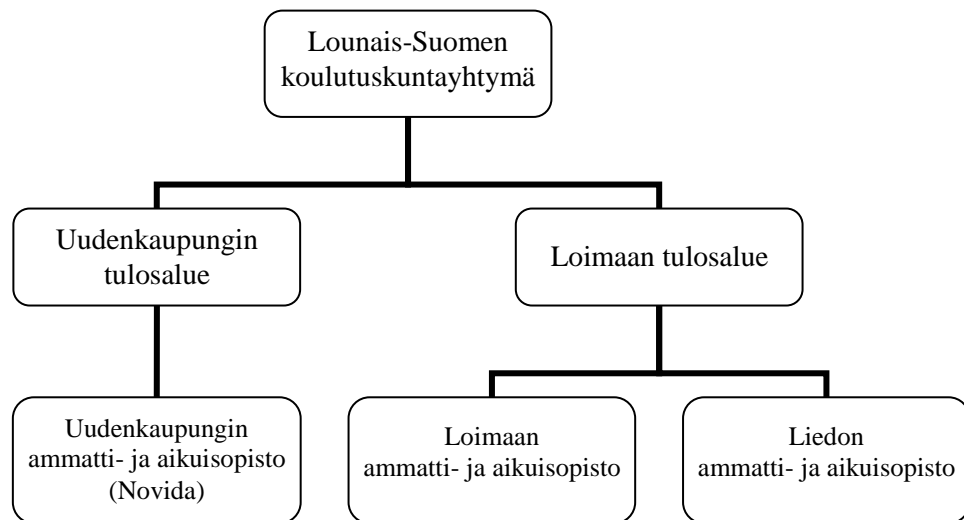 Lounais-Suomen
koulutuskuntayhtymä
Uudenkaupungin
tulosalue
Loimaan tulosalue
Uudenkaupungin
ammatti- ja aikuisopisto
(Novida)
Loimaan
ammatti- ja aikuisopisto
Liedon
ammatti- ja aikuisopisto